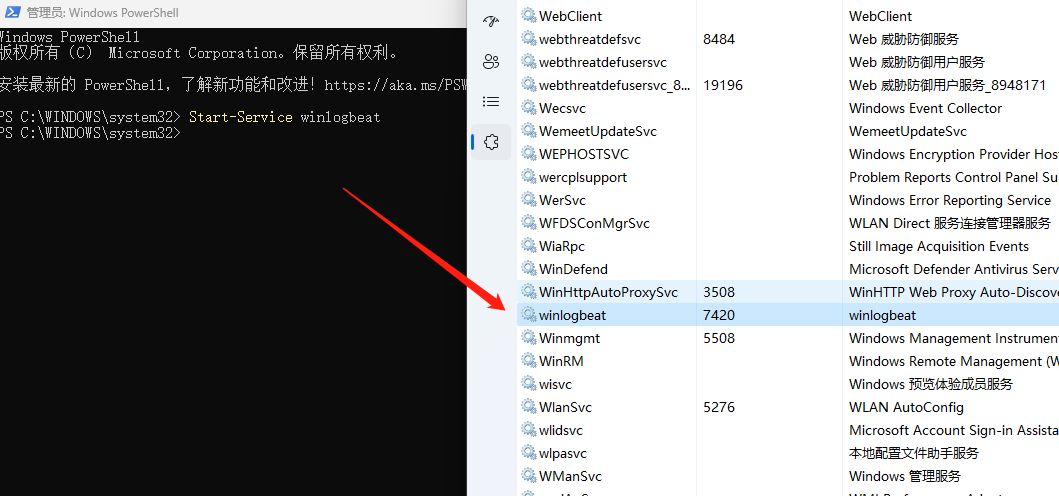 管理员: Windows PowerShell
Windows PowerShell
版权所有 (C) Microsoft Corporation。保留所有权利。
安装最新的 PowerShell，了解新功能和改进！https://aka.ms/PSW
PS C:\WINDOWS\system32> Start-Service winlogbeat
PS C:\WINDOWS\system32>
WebClient WebClient
webthreatdefsvc 8484 Web 威胁防御服务
webthreatdefusersvc Web 威胁防御用户服务
webthreatdefusersvc_8... 19196 Web 威胁防御用户服务_8948171
Wecsvc Windows Event Collector
WemeetUpdateSvc WemeetUpdateSvc
WEPHOSTSVC Windows Encryption Provider Hos
wercplsupport Problem Reports Control Panel Su
WerSvc Windows Error Reporting Service
WFDSConMgrSvc WLAN Direct 服务连接管理器服务
WiaRpc Still Image Acquisition Events
WinDefend Microsoft Defender Antivirus Serv
WinHttpAutoProxySvc 3508 WinHTTP Web Proxy Auto-Discove
winlogbeat 7420 winlogbeat
Winmgmt 5508 Windows Management Instrumen
WinRM Windows Remote Management (W
wisvc Windows 预览体验成员服务
WlanSvc 5276 WLAN AutoConfig
wlidsvc Microsoft Account Sign-in Assista
wlpasvc 本地配置文件助手服务
WManSvc Windows 管理服务